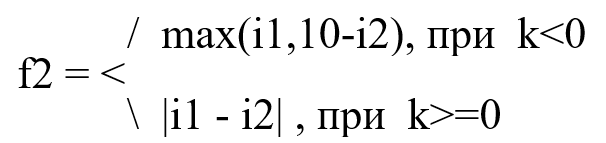 / max(i1,10-i2), при k<0
f2 = <
\ |i1 - i2| , при k>=0